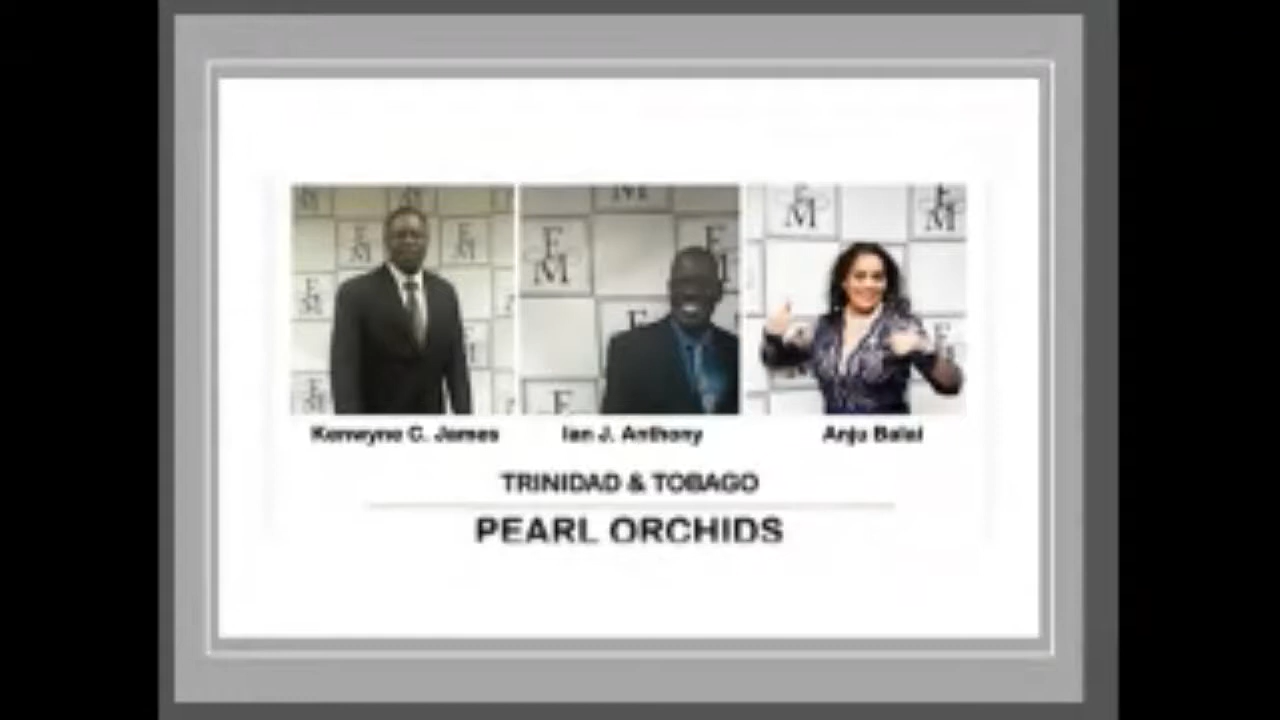 F M
F M
F M
F M
F M
Kenwyne C. James
Ian J. Anthony
Anju Balai
TRINIDAD & TOBAGO
PEARL ORCHIDS